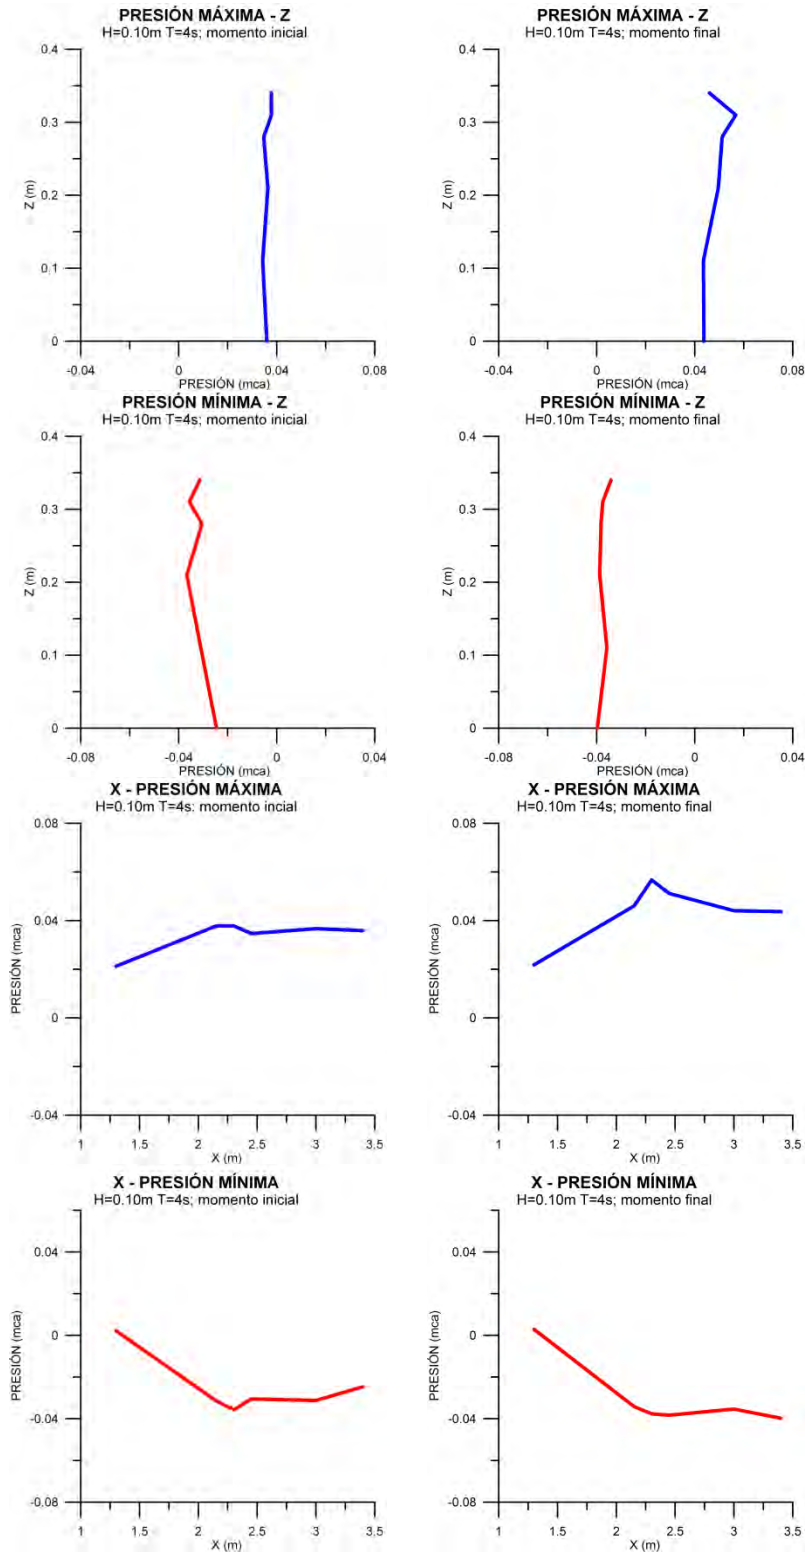 PRESIÓN MÁXIMA - Z
H=0.10m T=4s; momento inicial
0.4
0.3
0.2
0.1
0
Z (m)
-0.04 0 0.04 0.08
PRESIÓN (mca)
PRESIÓN MÁXIMA - Z
H=0.10m T=4s; momento final
0.4
0.3
0.2
0.1
0
Z (m)
-0.04 0 0.04 0.08
PRESIÓN (mca)
PRESIÓN MÍNIMA - Z
H=0.10m T=4s; momento inicial
0.4
0.3
0.2
0.1
0
Z (m)
-0.08 -0.04 0 0.04
PRESIÓN (mca)
PRESIÓN MÍNIMA - Z
H=0.10m T=4s; momento final
0.4
0.3
0.2
0.1
0
Z (m)
-0.08 -0.04 0 0.04
PRESIÓN (mca)
X - PRESIÓN MÁXIMA
H=0.10m T=4s: momento incial
0.08
0.04
0
-0.04
PRESIÓN (mca)
1 1.5 2 2.5 3 3.5
X (m)
X - PRESIÓN MÁXIMA
H=0.10m T=4s; momento final
0.08
0.04
0
-0.04
PRESIÓN (mca)
1 1.5 2 2.5 3 3.5
X (m)
X - PRESIÓN MÍNIMA
H=0.10m T=4s; momento inicial
0.04
0
-0.04
-0.08
PRESIÓN (mca)
1 1.5 2 2.5 3 3.5
X (m)
X - PRESIÓN MÍNIMA
H=0.10m T=4s; momento final
0.04
0
-0.04
-0.08
PRESIÓN (mca)
1 1.5 2 2.5 3 3.5
X (m)